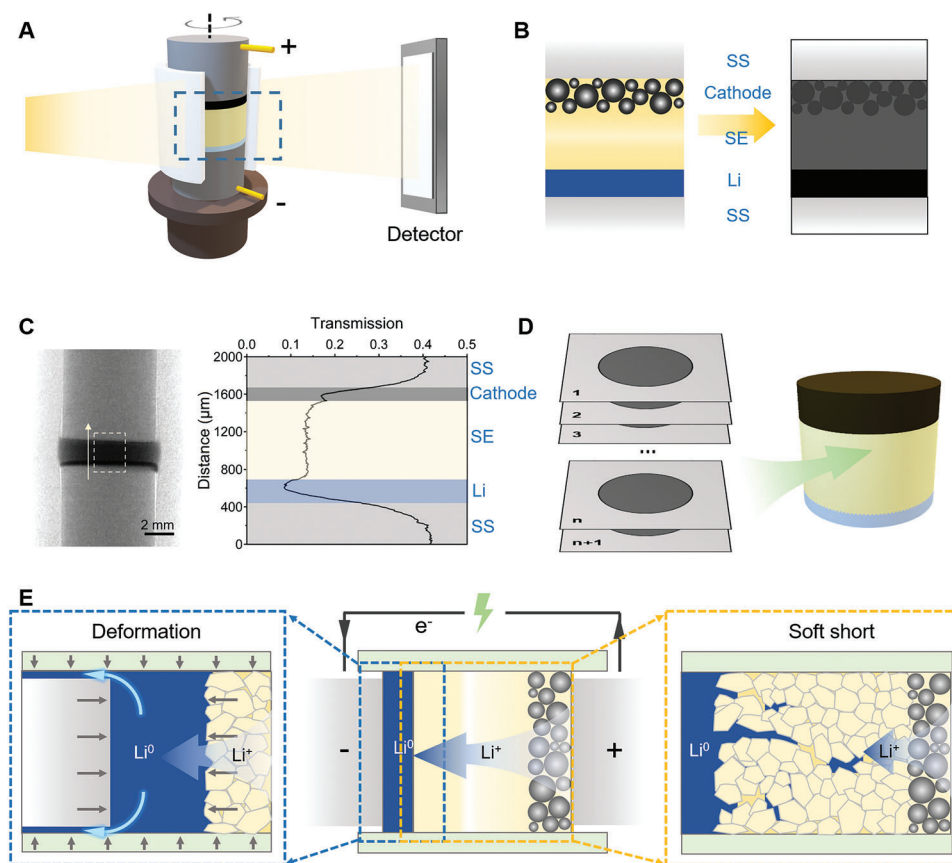 A
+
-
Detector
B
SS
Cathode
SE
Li
SS
C
2 mm
Transmission
0.0 0.1 0.2 0.3 0.4 0.5
Distance (μm)
2000
1600
1200
800
400
0
SS
Cathode
SE
Li
SS
D
1
2
3
...
n
n+1
E
Deformation
Li⁰
Li⁺
e⁻
-
Li⁰
Li⁺
+
Soft short
Li⁰
Li⁺